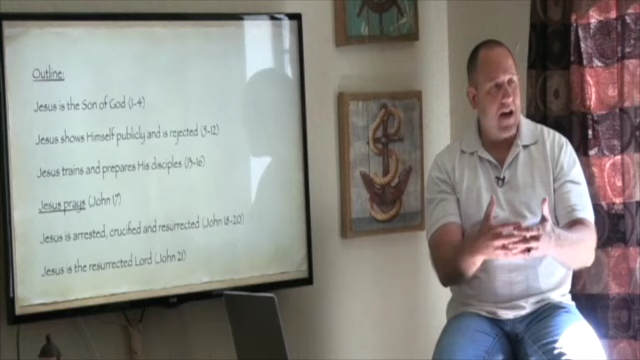 Outline:
Jesus is the Son of God (1-4)
Jesus shows Himself publicly and is rejected (5-12)
Jesus trains and prepares His disciples (13-16)
Jesus prays (John 17)
Jesus is arrested, crucified and resurrected (John 18-20)
Jesus is the resurrected Lord (John 21)